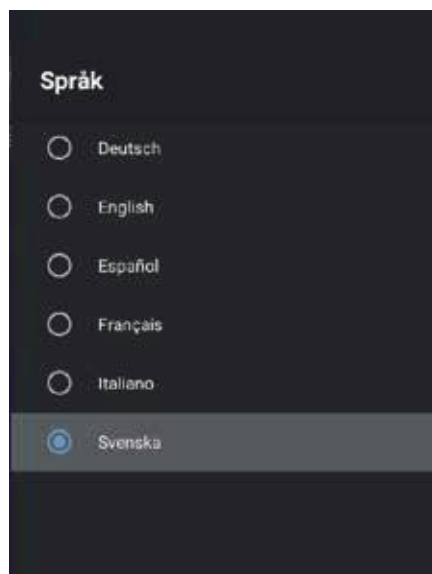 Språk
Deutsch
English
Español
Français
Italiano
Svenska